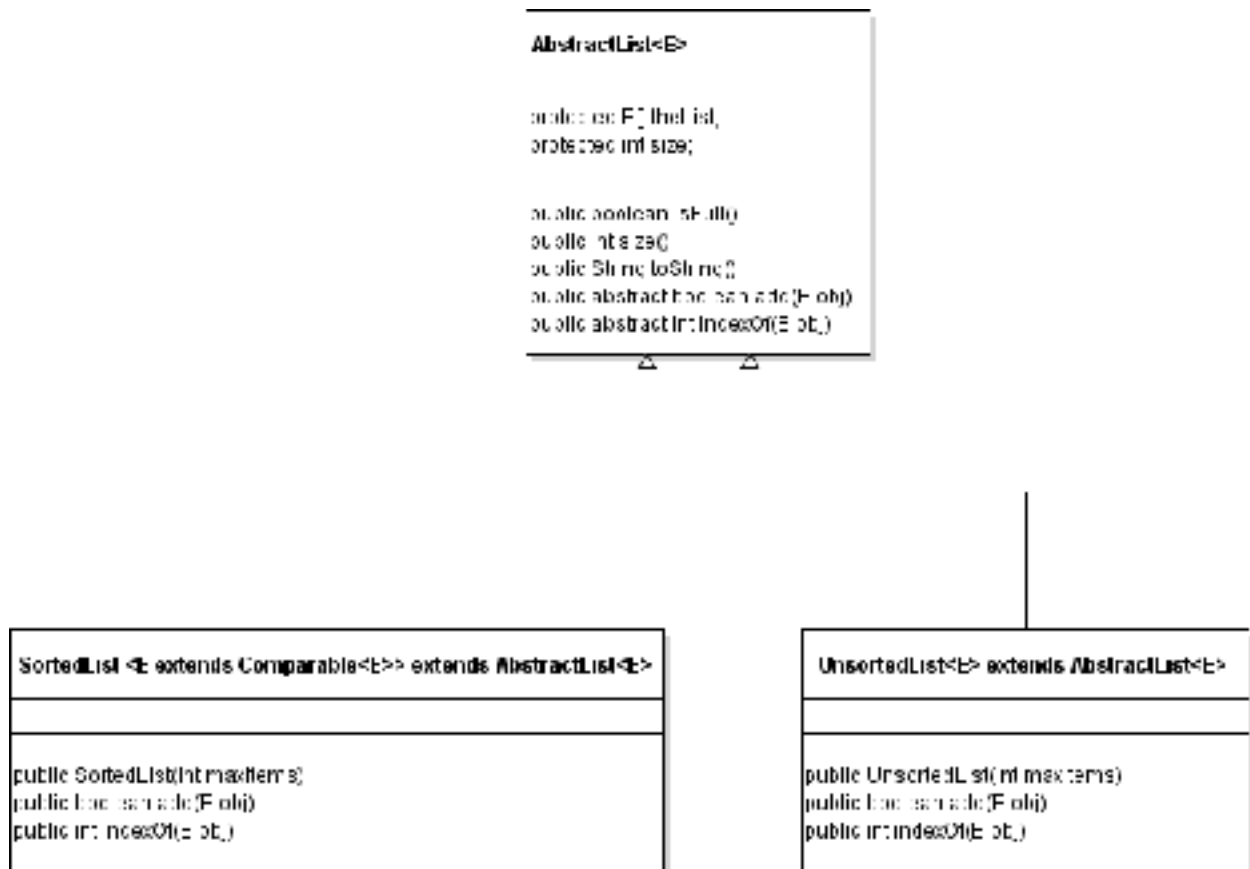 AbstractList<E>
protected E[] theList;
protected int size;
public boolean isFull()
public int size()
public String toString()
public abstract boolean add(E obj)
public abstract int indexOf(E obj)
SortedList <E extends Comparable<E>> extends AbstractList<E>
public SortedList(int maxItems)
public boolean add(E obj)
public int indexOf(E obj)
UnsortedList<E> extends AbstractList<E>
public UnsortedList(int maxItems)
public boolean add(E obj)
public int indexOf(E obj)